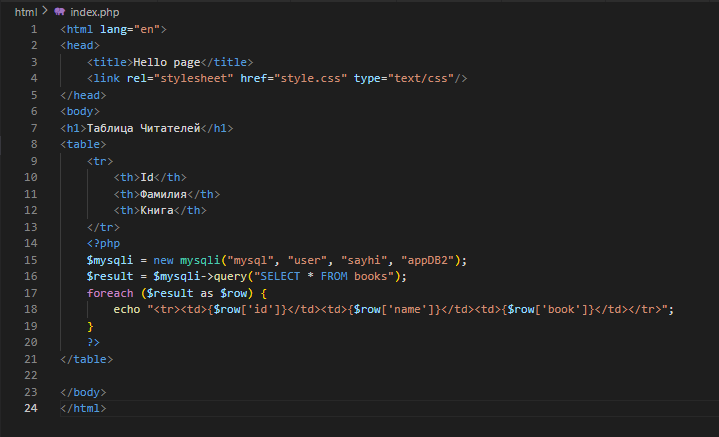 html > index.php
1 <html lang="en">
2 <head>
3     <title>Hello page</title>
4     <link rel="stylesheet" href="style.css" type="text/css"/>
5 </head>
6 <body>
7 <h1>Таблица Читателей</h1>
8 <table>
9     <tr>
10         <th>Id</th>
11         <th>Фамилия</th>
12         <th>Книга</th>
13     </tr>
14     <?php
15     $mysqli = new mysqli("mysql", "user", "sayhi", "appDB2");
16     $result = $mysqli->query("SELECT * FROM books");
17     foreach ($result as $row) {
18         echo "<tr><td>{$row['id']}</td><td>{$row['name']}</td><td>{$row['book']}</td></tr>";
19     }
20     ?>
21 </table>
22
23 </body>
24 </html>